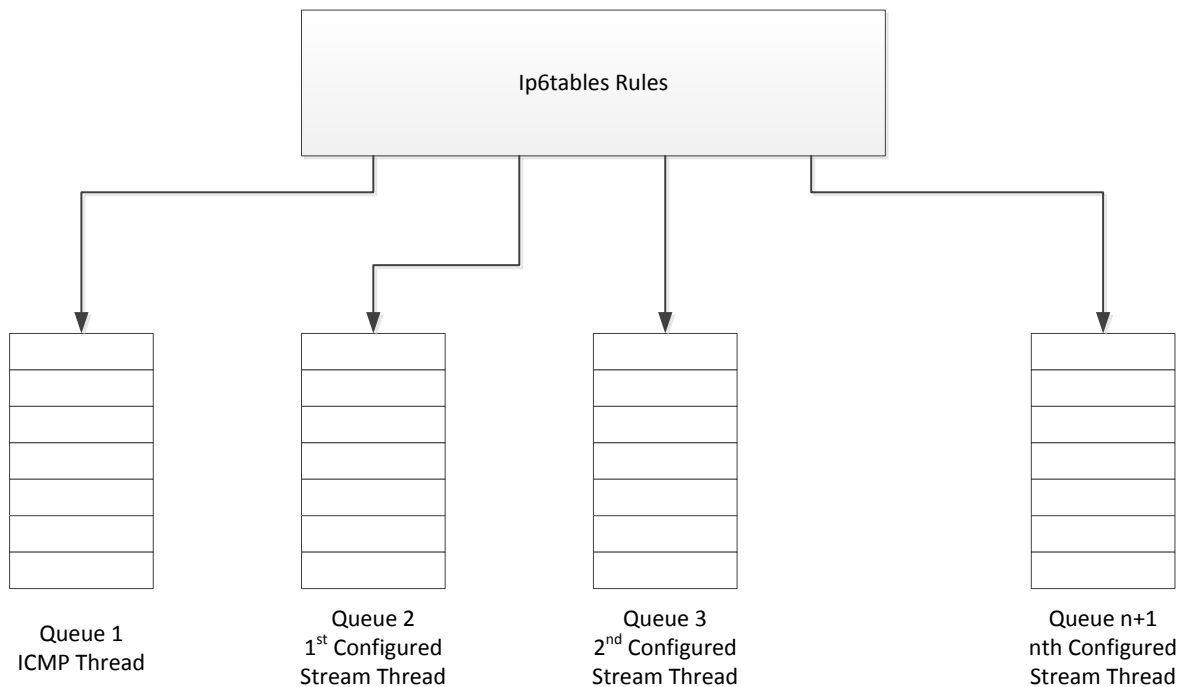 Ip6tables Rules
Queue 1
ICMP Thread
Queue 2
1st Configured
Stream Thread
Queue 3
2nd Configured
Stream Thread
Queue n+1
nth Configured
Stream Thread